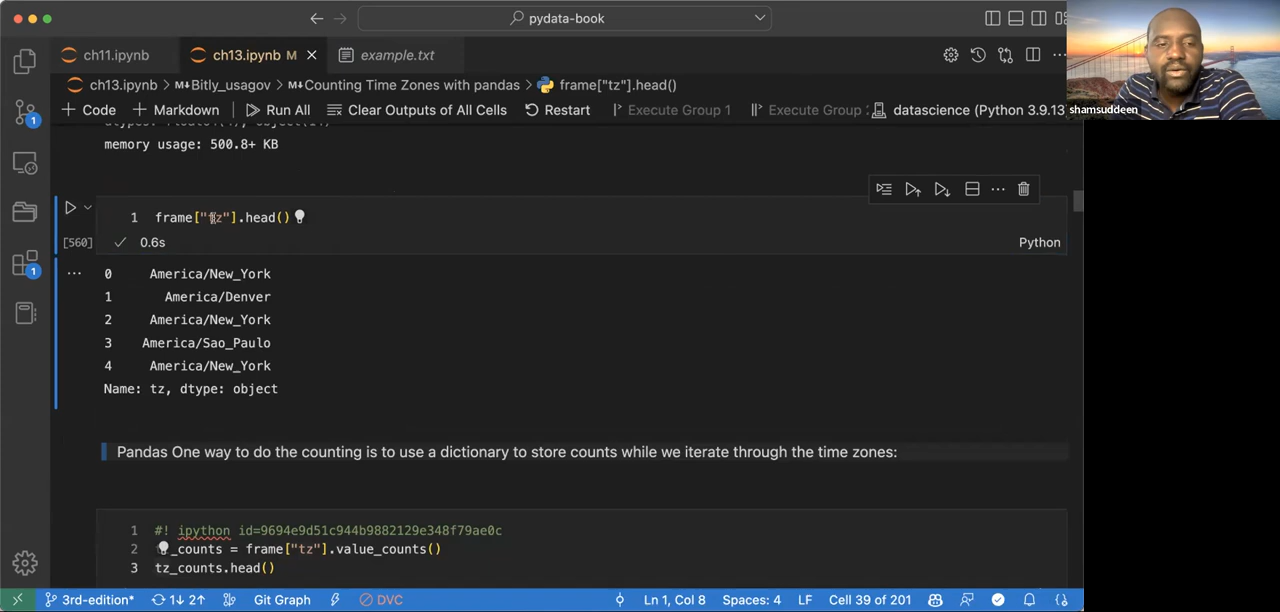 pydata-book
ch11.ipynb
ch13.ipynb M
example.txt
ch13.ipynb > Bitly_usagov > Counting Time Zones with pandas > frame["tz"].head()
Code
Markdown
Run All
Clear Outputs of All Cells
Restart
Execute Group 1
Execute Group
datascience (Python 3.9.13)
shamsuddeen
memory usage: 500.8+ KB
1 frame["tz"].head()
[560]
0.6s
Python
0 America/New_York
1 America/Denver
2 America/New_York
3 America/Sao_Paulo
4 America/New_York
Name: tz, dtype: object
Pandas One way to do the counting is to use a dictionary to store counts while we iterate through the time zones:
1 #! ipython id=9694e9d51c944b9882129e348f79ae0c
2 _counts = frame["tz"].value_counts()
3 tz_counts.head()
1
1
3rd-edition*
1↓ 2↑
Git Graph
DVC
Ln 1, Col 8
Spaces: 4
LF
Cell 39 of 201